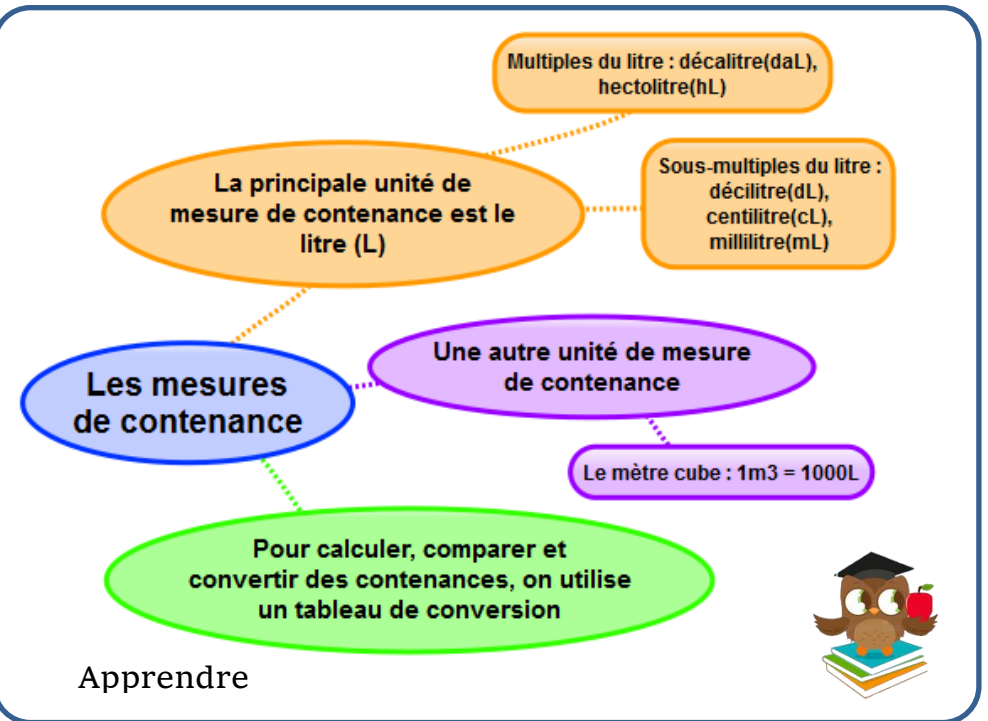 Multiples du litre : décalitre(daL),
hectolitre(hL)
La principale unité de
mesure de contenance est le
litre (L)
Sous-multiples du litre :
décilitre(dL),
centilitre(cL),
millilitre(mL)
Les mesures
de contenance
Une autre unité de mesure
de contenance
Le mètre cube : 1m3 = 1000L
Pour calculer, comparer et
convertir des contenances, on utilise
un tableau de conversion
Apprendre